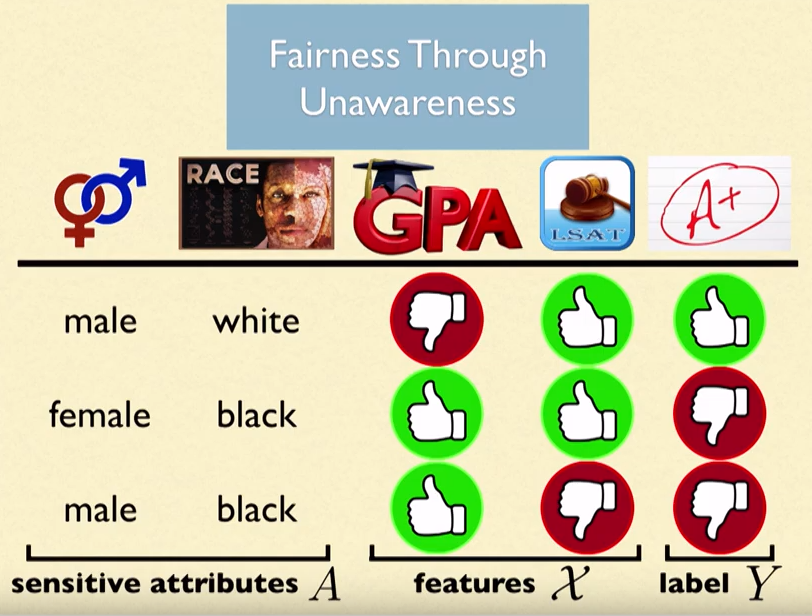 Fairness Through
Unawareness
RACE GPA LSAT A+
male white
female black
male black
sensitive attributes A features X label Y